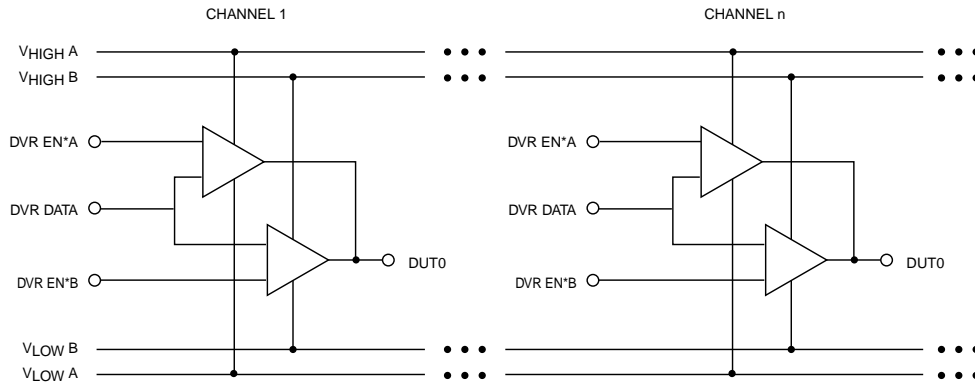 CHANNEL 1
CHANNEL n
VHIGH A
VHIGH B
DVR EN*A
DVR EN*A
DVR DATA
DVR DATA
DUT0
DUT0
DVR EN*B
DVR EN*B
VLOW B
VLOW A